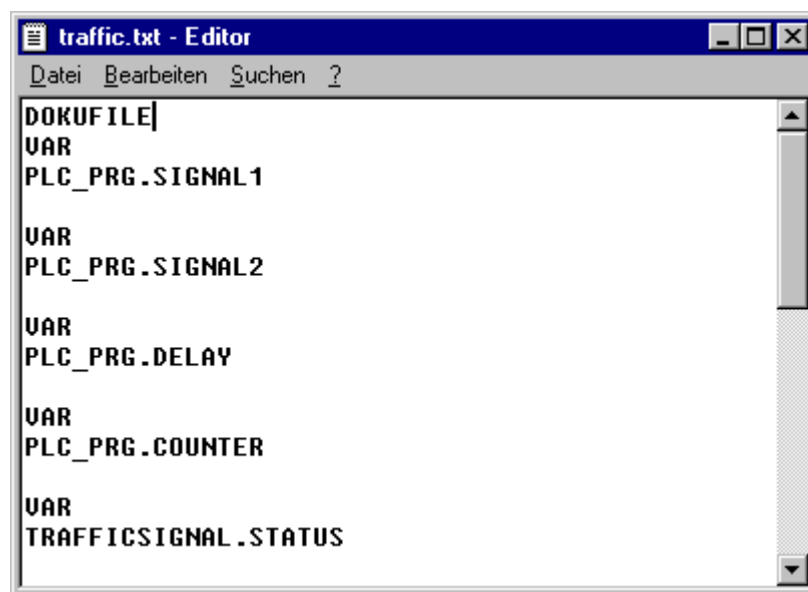 traffic.txt - Editor
Datei Bearbeiten Suchen ?
DOKUFILE
VAR
PLC_PRG.SIGNAL1
VAR
PLC_PRG.SIGNAL2
VAR
PLC_PRG.DELAY
VAR
PLC_PRG.COUNTER
VAR
TRAFFICSIGNAL.STATUS